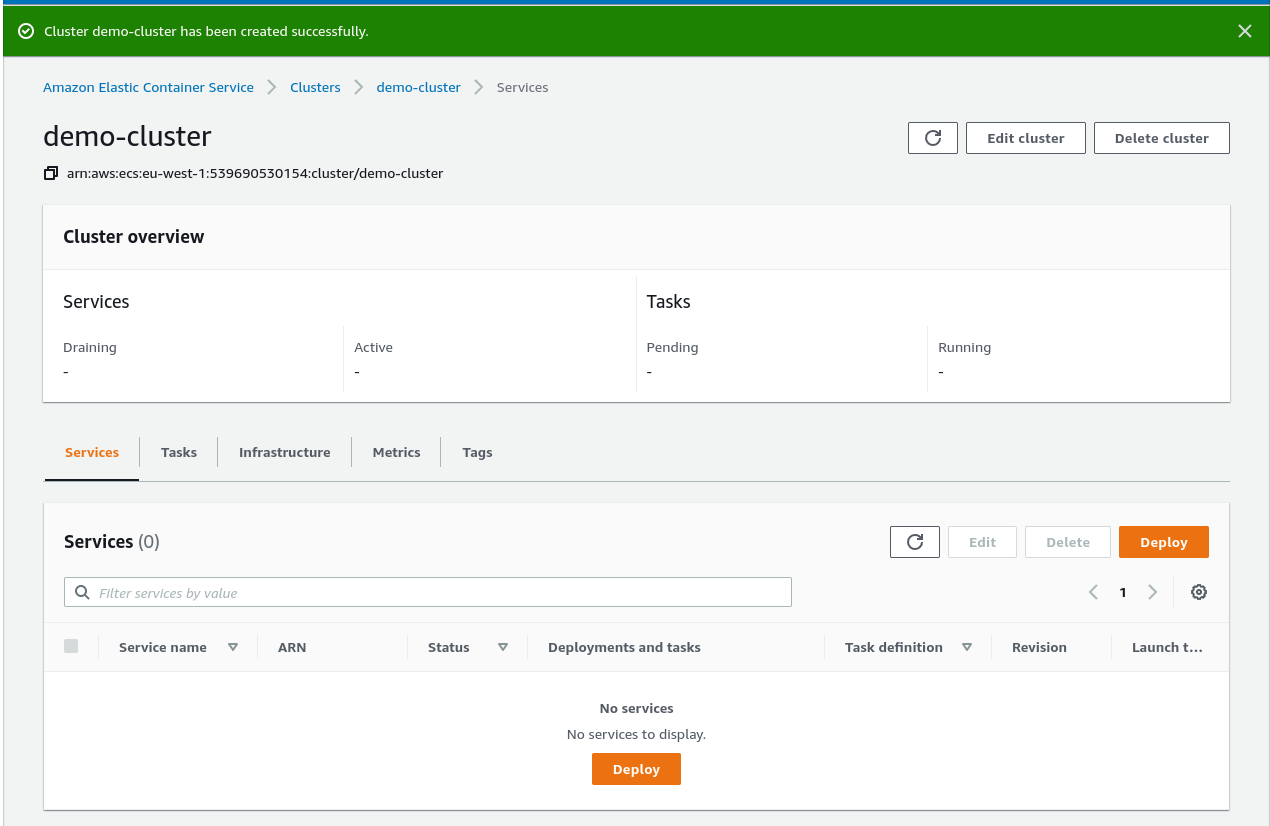 Cluster demo-cluster has been created successfully.
Amazon Elastic Container Service > Clusters > demo-cluster > Services
demo-cluster
Edit cluster
Delete cluster
arn:aws:ecs:eu-west-1:539690530154:cluster/demo-cluster
Cluster overview
Services
Tasks
Draining
Active
Pending
Running
-
-
-
-
Services
Tasks
Infrastructure
Metrics
Tags
Services (0)
Edit
Delete
Deploy
Filter services by value
1
Service name
ARN
Status
Deployments and tasks
Task definition
Revision
Launch t...
No services
No services to display.
Deploy